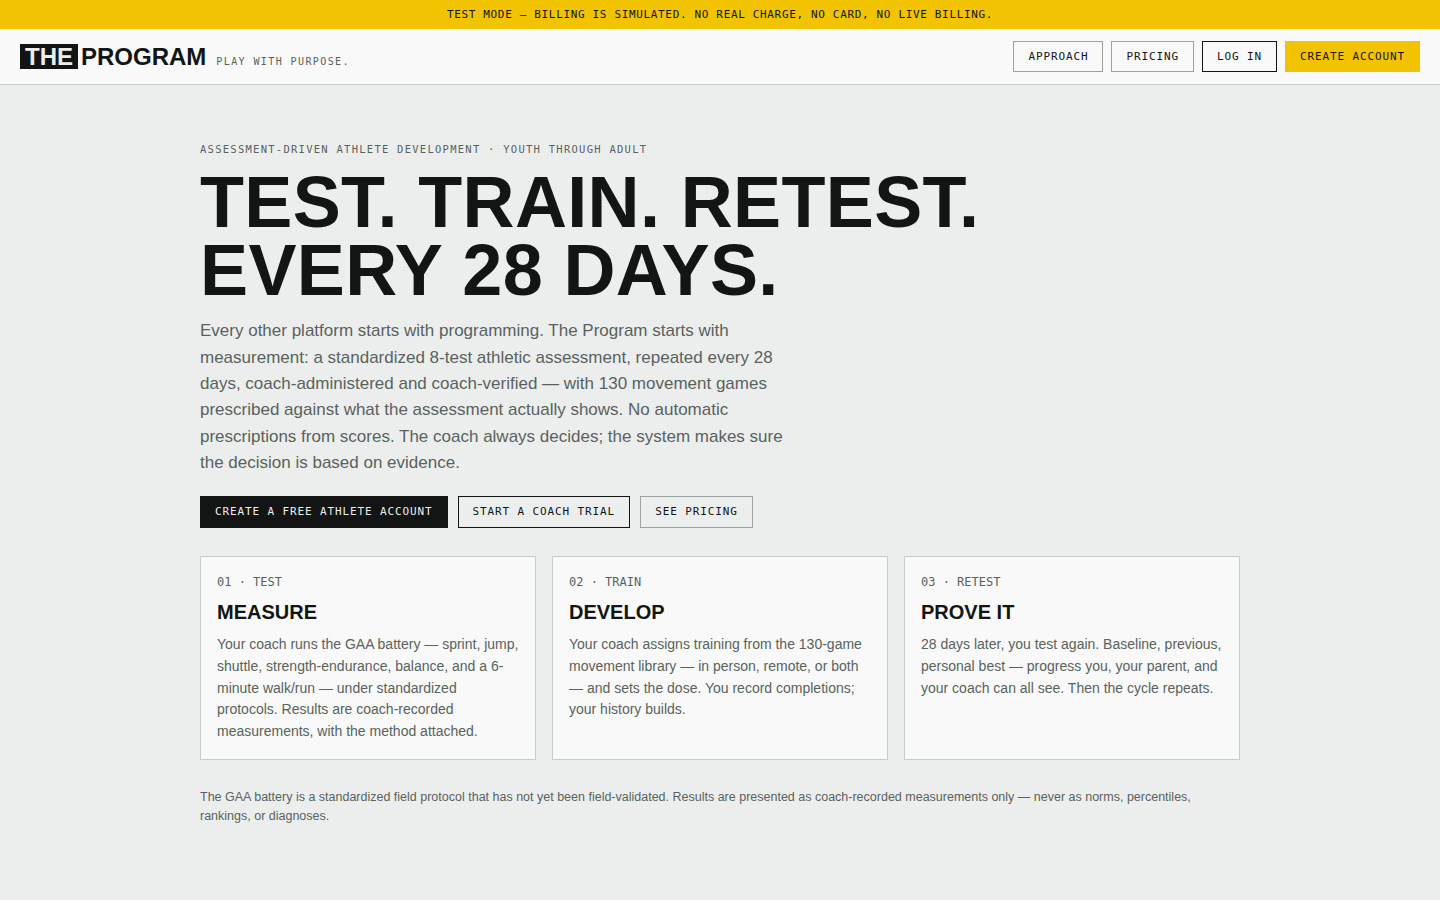 TEST MODE — BILLING IS SIMULATED. NO REAL CHARGE, NO CARD, NO LIVE BILLING.
THE PROGRAM PLAY WITH PURPOSE.
APPROACH PRICING LOG IN CREATE ACCOUNT
ASSESSMENT-DRIVEN ATHLETE DEVELOPMENT · YOUTH THROUGH ADULT
TEST. TRAIN. RETEST.
EVERY 28 DAYS.
Every other platform starts with programming. The Program starts with
measurement: a standardized 8-test athletic assessment, repeated every 28
days, coach-administered and coach-verified — with 130 movement games
prescribed against what the assessment actually shows. No automatic
prescriptions from scores. The coach always decides; the system makes sure
the decision is based on evidence.
CREATE A FREE ATHLETE ACCOUNT START A COACH TRIAL SEE PRICING
01 · TEST
MEASURE
Your coach runs the GAA battery — sprint, jump,
shuttle, strength-endurance, balance, and a 6-
minute walk/run — under standardized
protocols. Results are coach-recorded
measurements, with the method attached.
02 · TRAIN
DEVELOP
Your coach assigns training from the 130-game
movement library — in person, remote, or both
— and sets the dose. You record completions;
your history builds.
03 · RETEST
PROVE IT
28 days later, you test again. Baseline, previous,
personal best — progress you, your parent, and
your coach can all see. Then the cycle repeats.
The GAA battery is a standardized field protocol that has not yet been field-validated. Results are presented as coach-recorded measurements only — never as norms, percentiles,
rankings, or diagnoses.